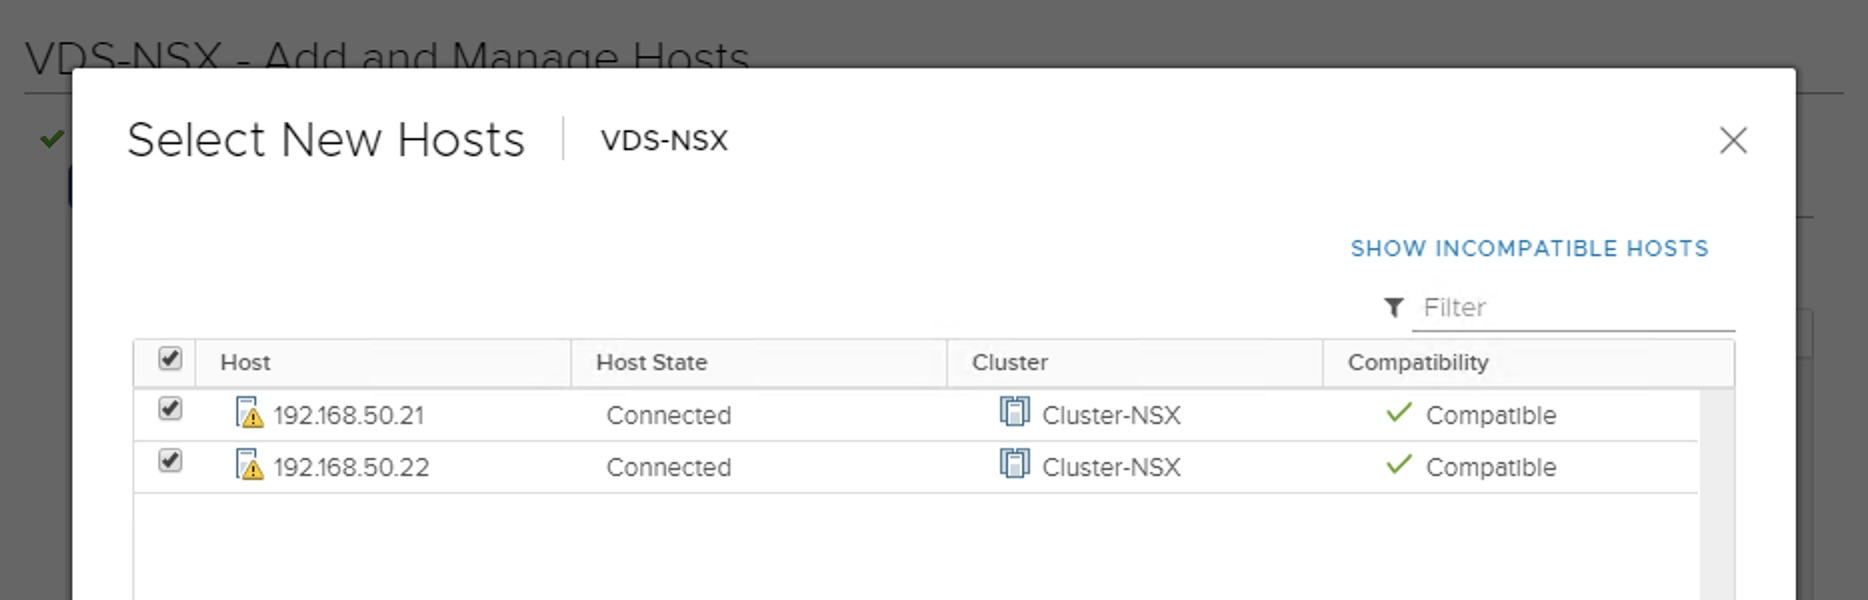 VDS-NSX - Add and Manage Hosts
Select New Hosts VDS-NSX
SHOW INCOMPATIBLE HOSTS
Filter
Host Host State Cluster Compatibility
192.168.50.21 Connected Cluster-NSX Compatible
192.168.50.22 Connected Cluster-NSX Compatible